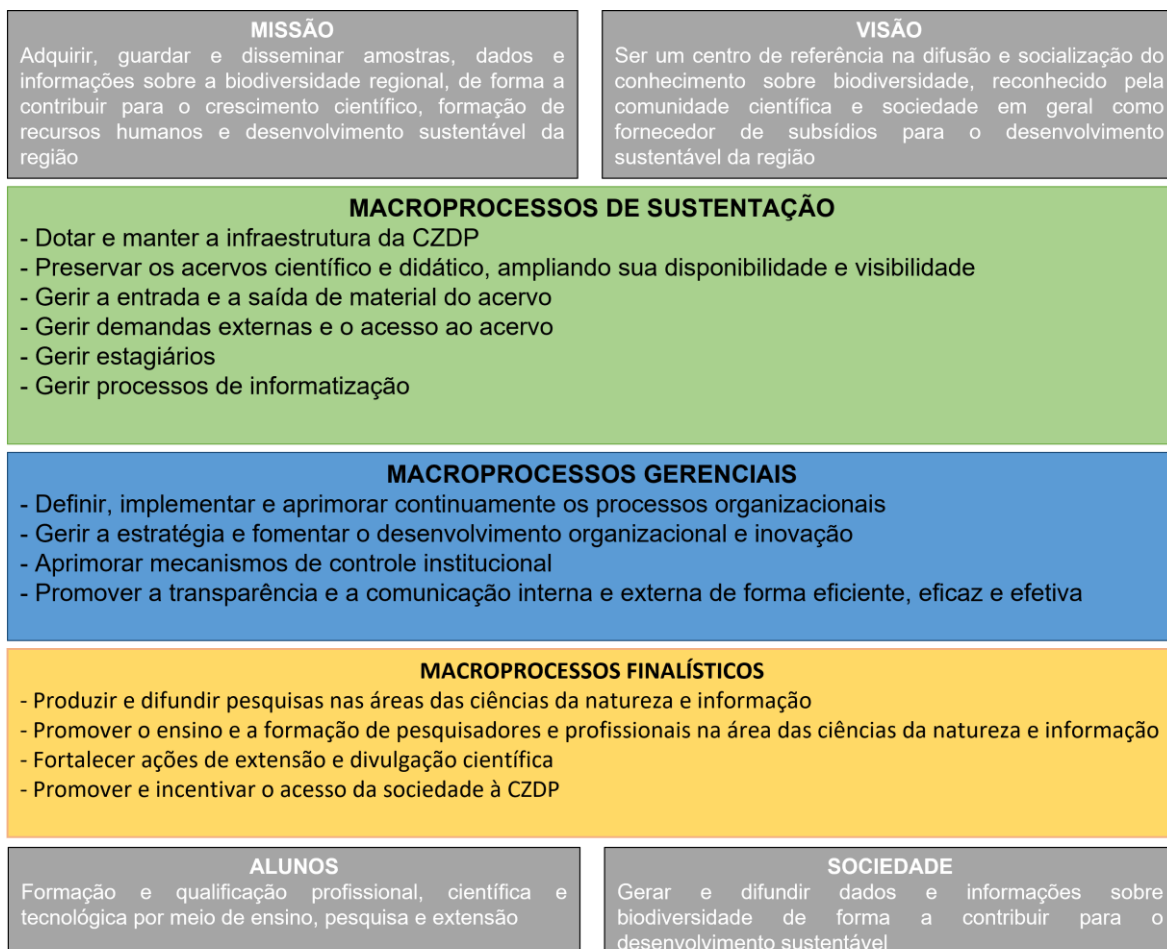 MISSÃO
Adquirir, guardar e disseminar amostras, dados e
informações sobre a biodiversidade regional, de forma a
contribuir para o crescimento científico, formação de
recursos humanos e desenvolvimento sustentável da
região
VISÃO
Ser um centro de referência na difusão e socialização do
conhecimento sobre biodiversidade, reconhecido pela
comunidade científica e sociedade em geral como
fornecedor de subsídios para o desenvolvimento
sustentável da região
MACROPROCESSOS DE SUSTENTAÇÃO
- Dotar e manter a infraestrutura da CZDP
- Preservar os acervos científico e didático, ampliando sua disponibilidade e visibilidade
- Gerir a entrada e a saída de material do acervo
- Gerir demandas externas e o acesso ao acervo
- Gerir estagiários
- Gerir processos de informatização
MACROPROCESSOS GERENCIAIS
- Definir, implementar e aprimorar continuamente os processos organizacionais
- Gerir a estratégia e fomentar o desenvolvimento organizacional e inovação
- Aprimorar mecanismos de controle institucional
- Promover a transparência e a comunicação interna e externa de forma eficiente, eficaz e efetiva
MACROPROCESSOS FINALÍSTICOS
- Produzir e difundir pesquisas nas áreas das ciências da natureza e informação
- Promover o ensino e a formação de pesquisadores e profissionais na área das ciências da natureza e informação
- Fortalecer ações de extensão e divulgação científica
- Promover e incentivar o acesso da sociedade à CZDP
ALUNOS
Formação e qualificação profissional, científica e
tecnológica por meio de ensino, pesquisa e extensão
SOCIEDADE
Gerar e difundir dados e informações sobre
biodiversidade de forma a contribuir para o
desenvolvimento sustentável